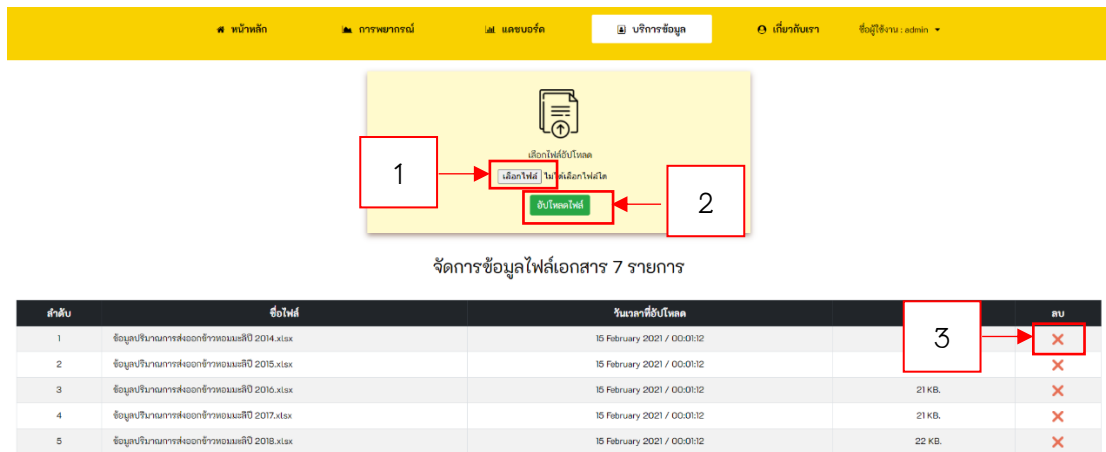 หน้าหลัก การพยากรณ์ แดชบอร์ด บริการข้อมูล เกี่ยวกับเรา ชื่อผู้ใช้งาน : admin
เลือกไฟล์อัปโหลด
1
เลือกไฟล์ ไม่ได้เลือกไฟล์ใด
อัปโหลดไฟล์
2
จัดการข้อมูลไฟล์เอกสาร 7 รายการ
ลำดับ ชื่อไฟล์ วันเวลาที่อัปโหลด ลบ
3
1 ข้อมูลปริมาณการส่งออกข้าวหอมมะลิปี 2014.xlsx 15 February 2021 / 00:01:12
2 ข้อมูลปริมาณการส่งออกข้าวหอมมะลิปี 2015.xlsx 15 February 2021 / 00:01:12
3 ข้อมูลปริมาณการส่งออกข้าวหอมมะลิปี 2016.xlsx 15 February 2021 / 00:01:12 21 KB.
4 ข้อมูลปริมาณการส่งออกข้าวหอมมะลิปี 2017.xlsx 15 February 2021 / 00:01:12 21 KB.
5 ข้อมูลปริมาณการส่งออกข้าวหอมมะลิปี 2018.xlsx 15 February 2021 / 00:01:12 22 KB.